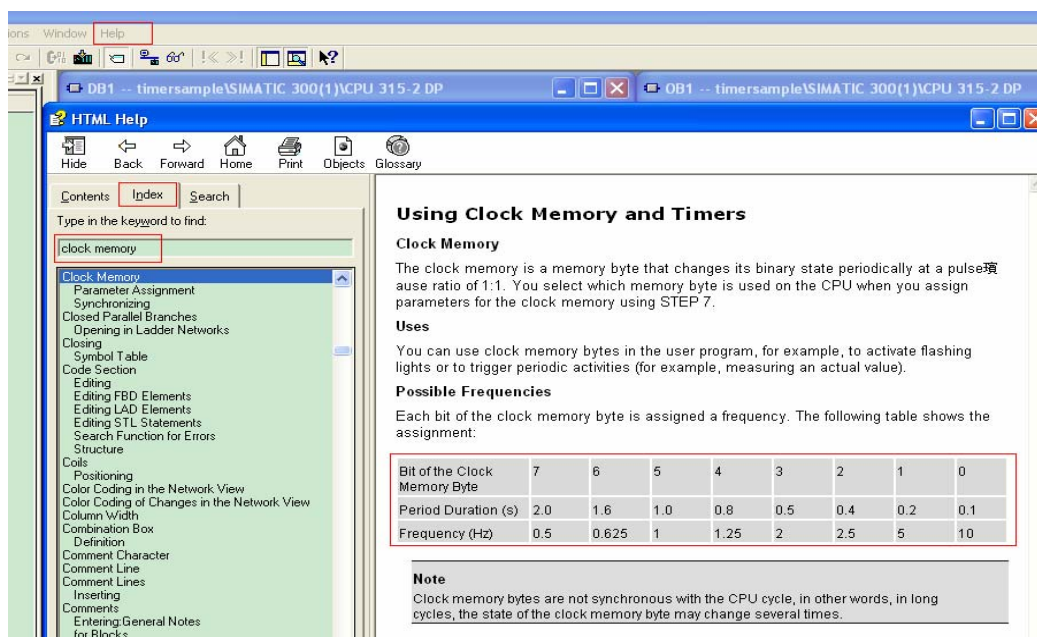 ions Window Help
DB1 -- timersample\SIMATIC 300(1)\CPU 315-2 DP
OB1 -- timersample\SIMATIC 300(1)\CPU 315-2 DP
HTML Help
Hide Back Forward Home Print Objects Glossary
Contents Index Search
Type in the keyword to find:
clock memory
Clock Memory
Parameter Assignment
Synchronizing
Closed Parallel Branches
Opening in Ladder Networks
Closing
Symbol Table
Code Section
Editing
Editing FBD Elements
Editing LAD Elements
Editing STL Statements
Search Function for Errors
Structure
Coils
Positioning
Color Coding in the Network View
Color Coding of Changes in the Network View
Column Width
Combination Box
Definition
Comment Character
Comment Line
Comment Lines
Inserting
Comments
Entering:General Notes
for Blocks
Using Clock Memory and Timers
Clock Memory
The clock memory is a memory byte that changes its binary state periodically at a pulse
ause ratio of 1:1. You select which memory byte is used on the CPU when you assign
parameters for the clock memory using STEP 7.
Uses
You can use clock memory bytes in the user program, for example, to activate flashing
lights or to trigger periodic activities (for example, measuring an actual value).
Possible Frequencies
Each bit of the clock memory byte is assigned a frequency. The following table shows the
assignment:
Bit of the Clock 7 6 5 4 3 2 1 0
Memory Byte
Period Duration (s) 2.0 1.6 1.0 0.8 0.5 0.4 0.2 0.1
Frequency (Hz) 0.5 0.625 1 1.25 2 2.5 5 10
Note
Clock memory bytes are not synchronous with the CPU cycle, in other words, in long
cycles, the state of the clock memory byte may change several times.